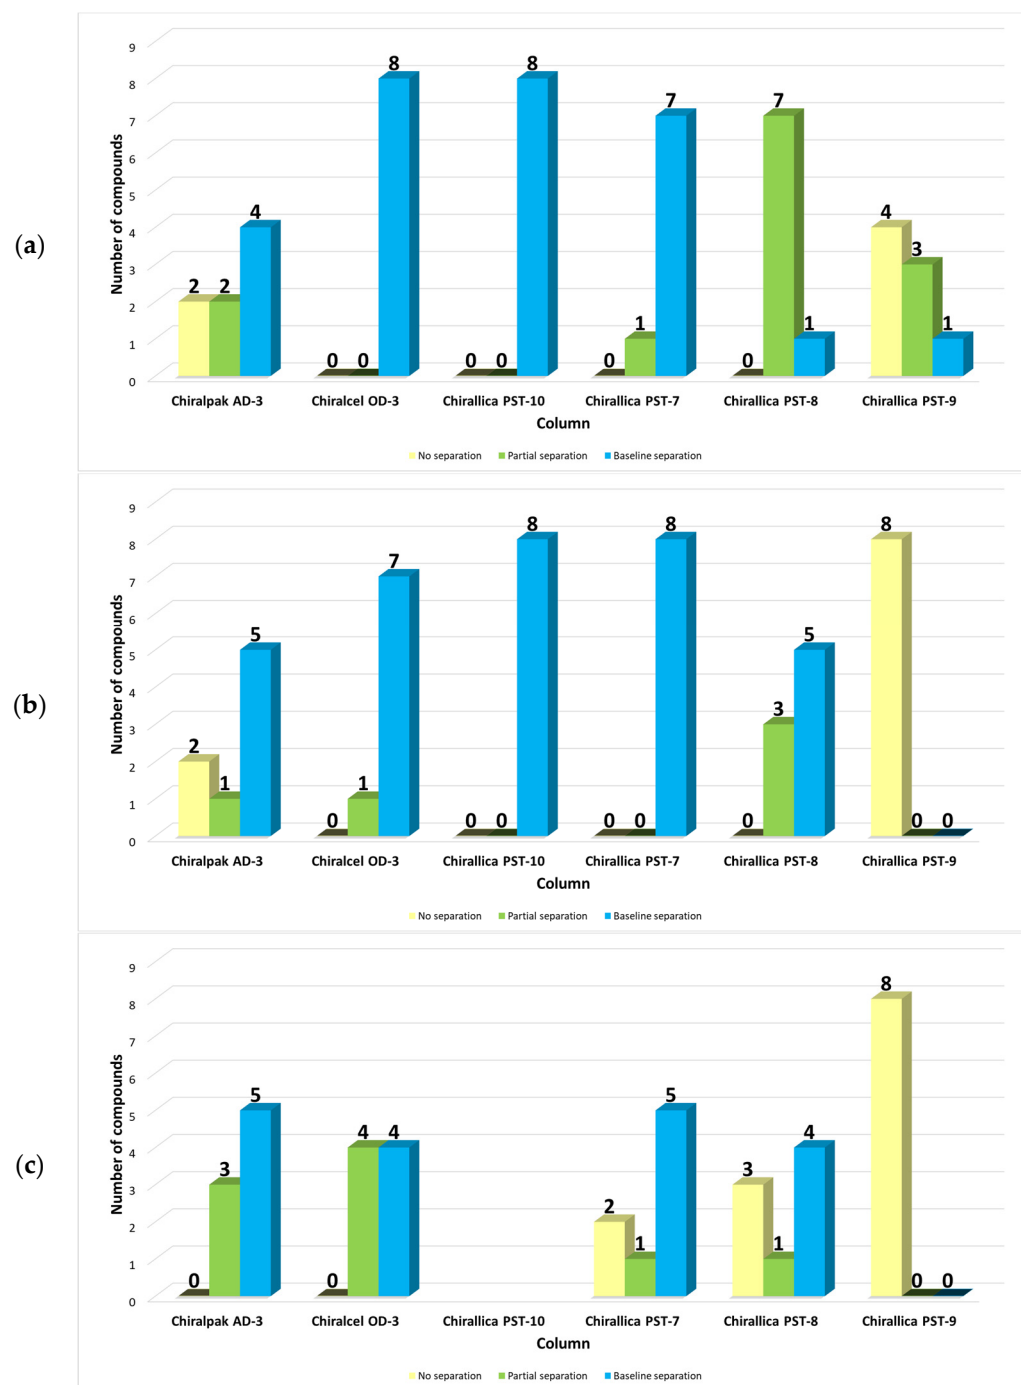 (a)
Number of compounds
9
8
7
6
5
4
3
2
1
0
2 2 4
0 0 8
0 0 8
0 1 7
0 7 1
4 3 1
Chiralpak AD-3 Chiralcel OD-3 Chirallica PST-10 Chirallica PST-7 Chirallica PST-8 Chirallica PST-9
Column
No separation Partial separation Baseline separation
(b)
Number of compounds
9
8
7
6
5
4
3
2
1
0
2 1 5
0 1 7
0 0 8
0 0 8
0 3 5
8 0 0
Chiralpak AD-3 Chiralcel OD-3 Chirallica PST-10 Chirallica PST-7 Chirallica PST-8 Chirallica PST-9
Column
No separation Partial separation Baseline separation
(c)
Number of compounds
9
8
7
6
5
4
3
2
1
0
0 3 5
0 4 4
2 1 5
3 1 4
8 0 0
Chiralpak AD-3 Chiralcel OD-3 Chirallica PST-10 Chirallica PST-7 Chirallica PST-8 Chirallica PST-9
Column
No separation Partial separation Baseline separation